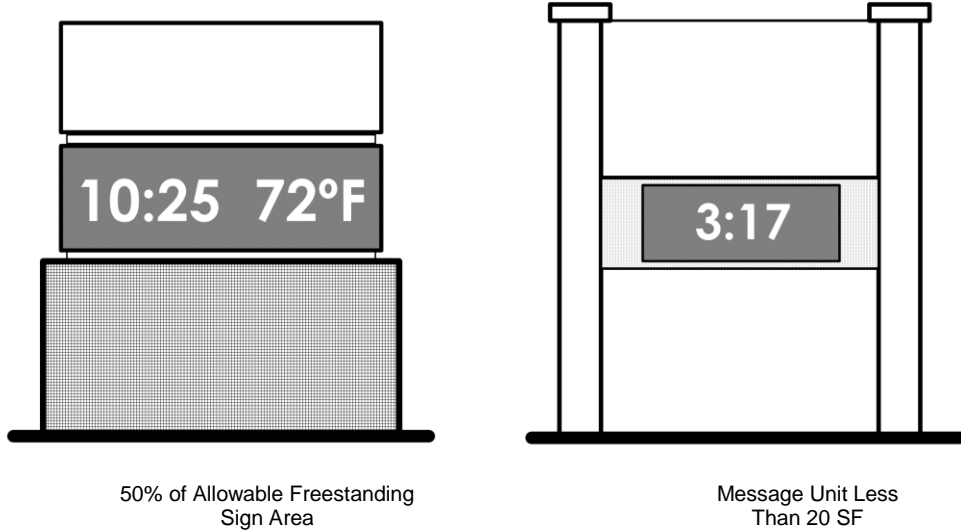 10:25 72ºF
3:17
50% of Allowable Freestanding
Sign Area
Message Unit Less
Than 20 SF